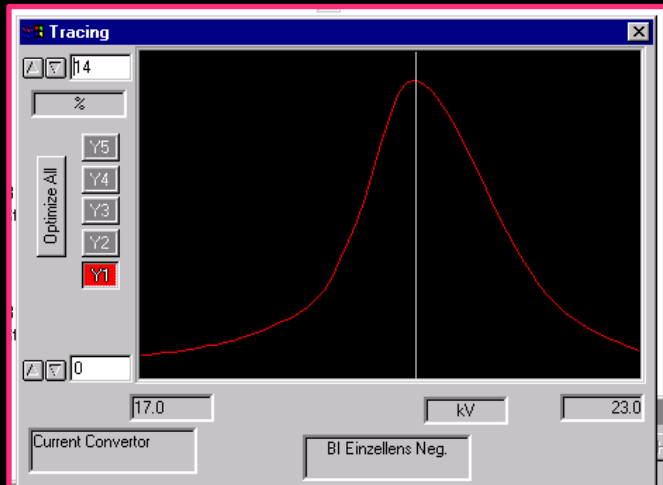 Tracing
14
%
Optimize All
Y5
Y4
Y3
Y2
Y1
0
17.0
kV
23.0
Current Convertor
BI Einzellens Neg.